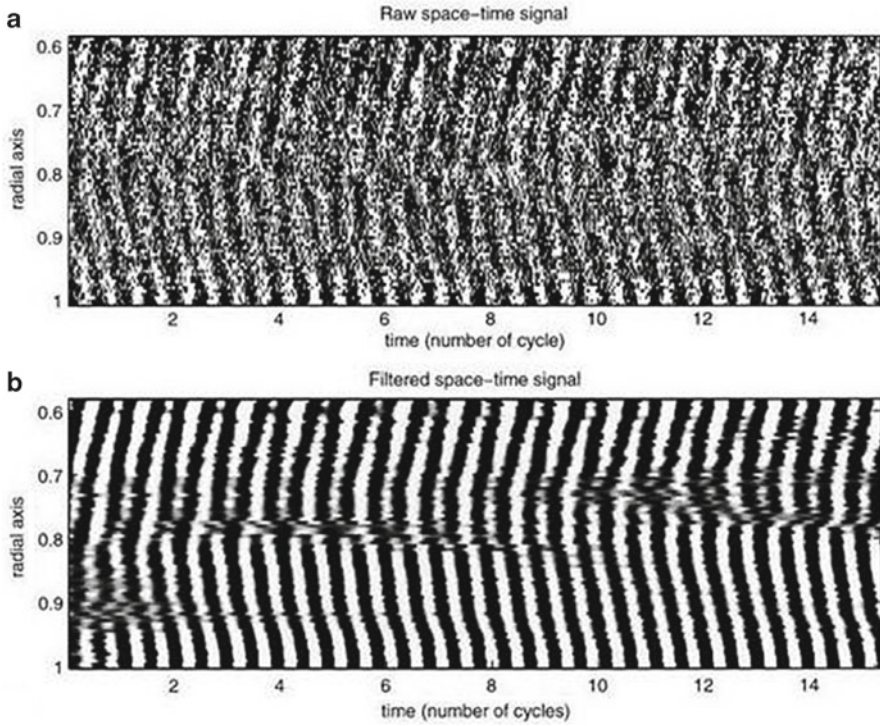 a
Raw space-time signal
radial axis
0.6
0.7
0.8
0.9
1
2 4 6 8 10 12 14
time (number of cycle)
b
Filtered space-time signal
radial axis
0.6
0.7
0.8
0.9
1
2 4 6 8 10 12 14
time (number of cycles)